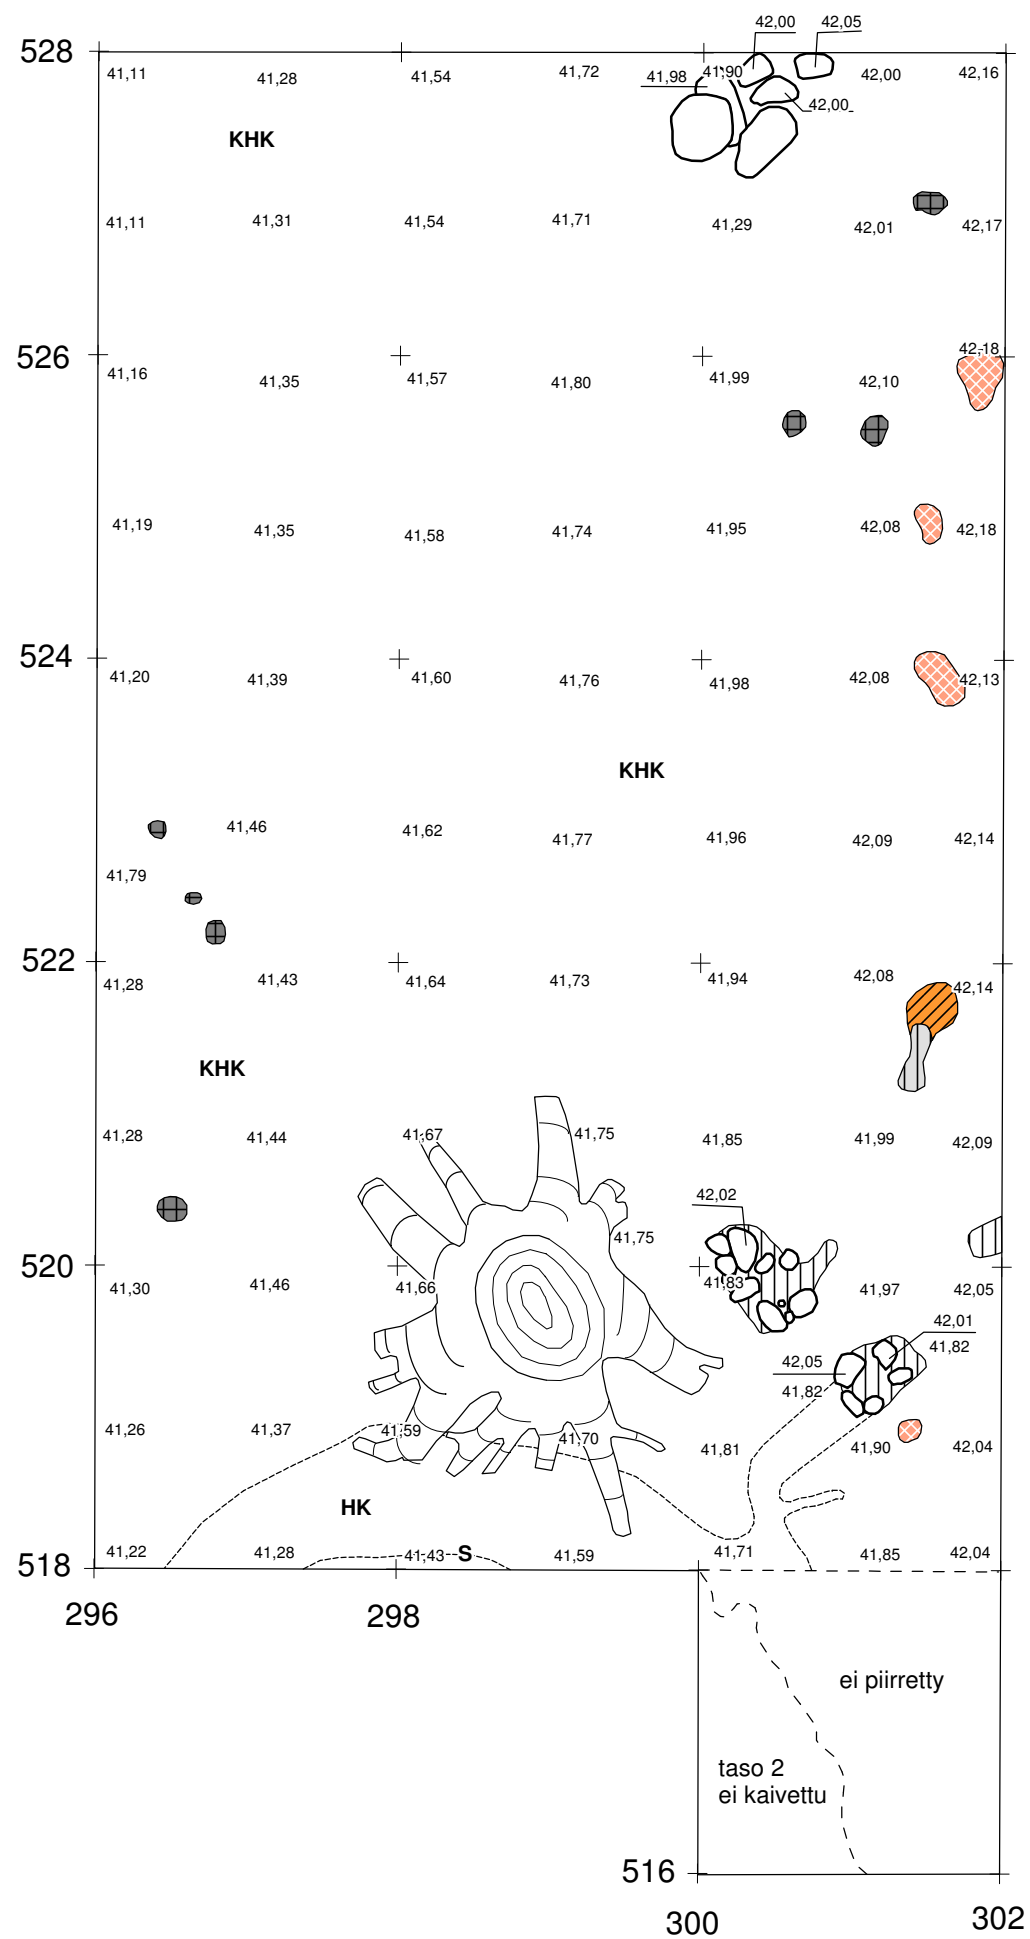 42,00 42,05
528
41,11 41,28 41,54 41,72 41,98 41,90 42,00 42,16
42,00
KHK
41,11 41,31 41,54 41,71 41,29 42,01 42,17
526
42,18
41,16 41,35 41,57 41,80 41,99 42,10
41,19 41,35 41,58 41,74 41,95 42,08 42,18
524
41,20 41,39 41,60 41,76 41,98 42,08 42,13
KHK
41,46 41,62 41,77 41,96 42,09 42,14
41,79
522
41,28 41,43 41,64 41,73 41,94 42,08 42,14
KHK
41,28 41,44 41,67 41,75 41,85 41,99 42,09
42,02
41,75
520
41,30 41,46 41,66 41,83 41,97 42,05
42,01
41,82
42,05
41,82
41,26 41,37 41,59 41,70 41,81 41,90 42,04
HK
41,22 41,28 41,43 S 41,59 41,71 41,85 42,04
518
296 298
ei piirretty
taso 2
ei kaivettu
516
300 302